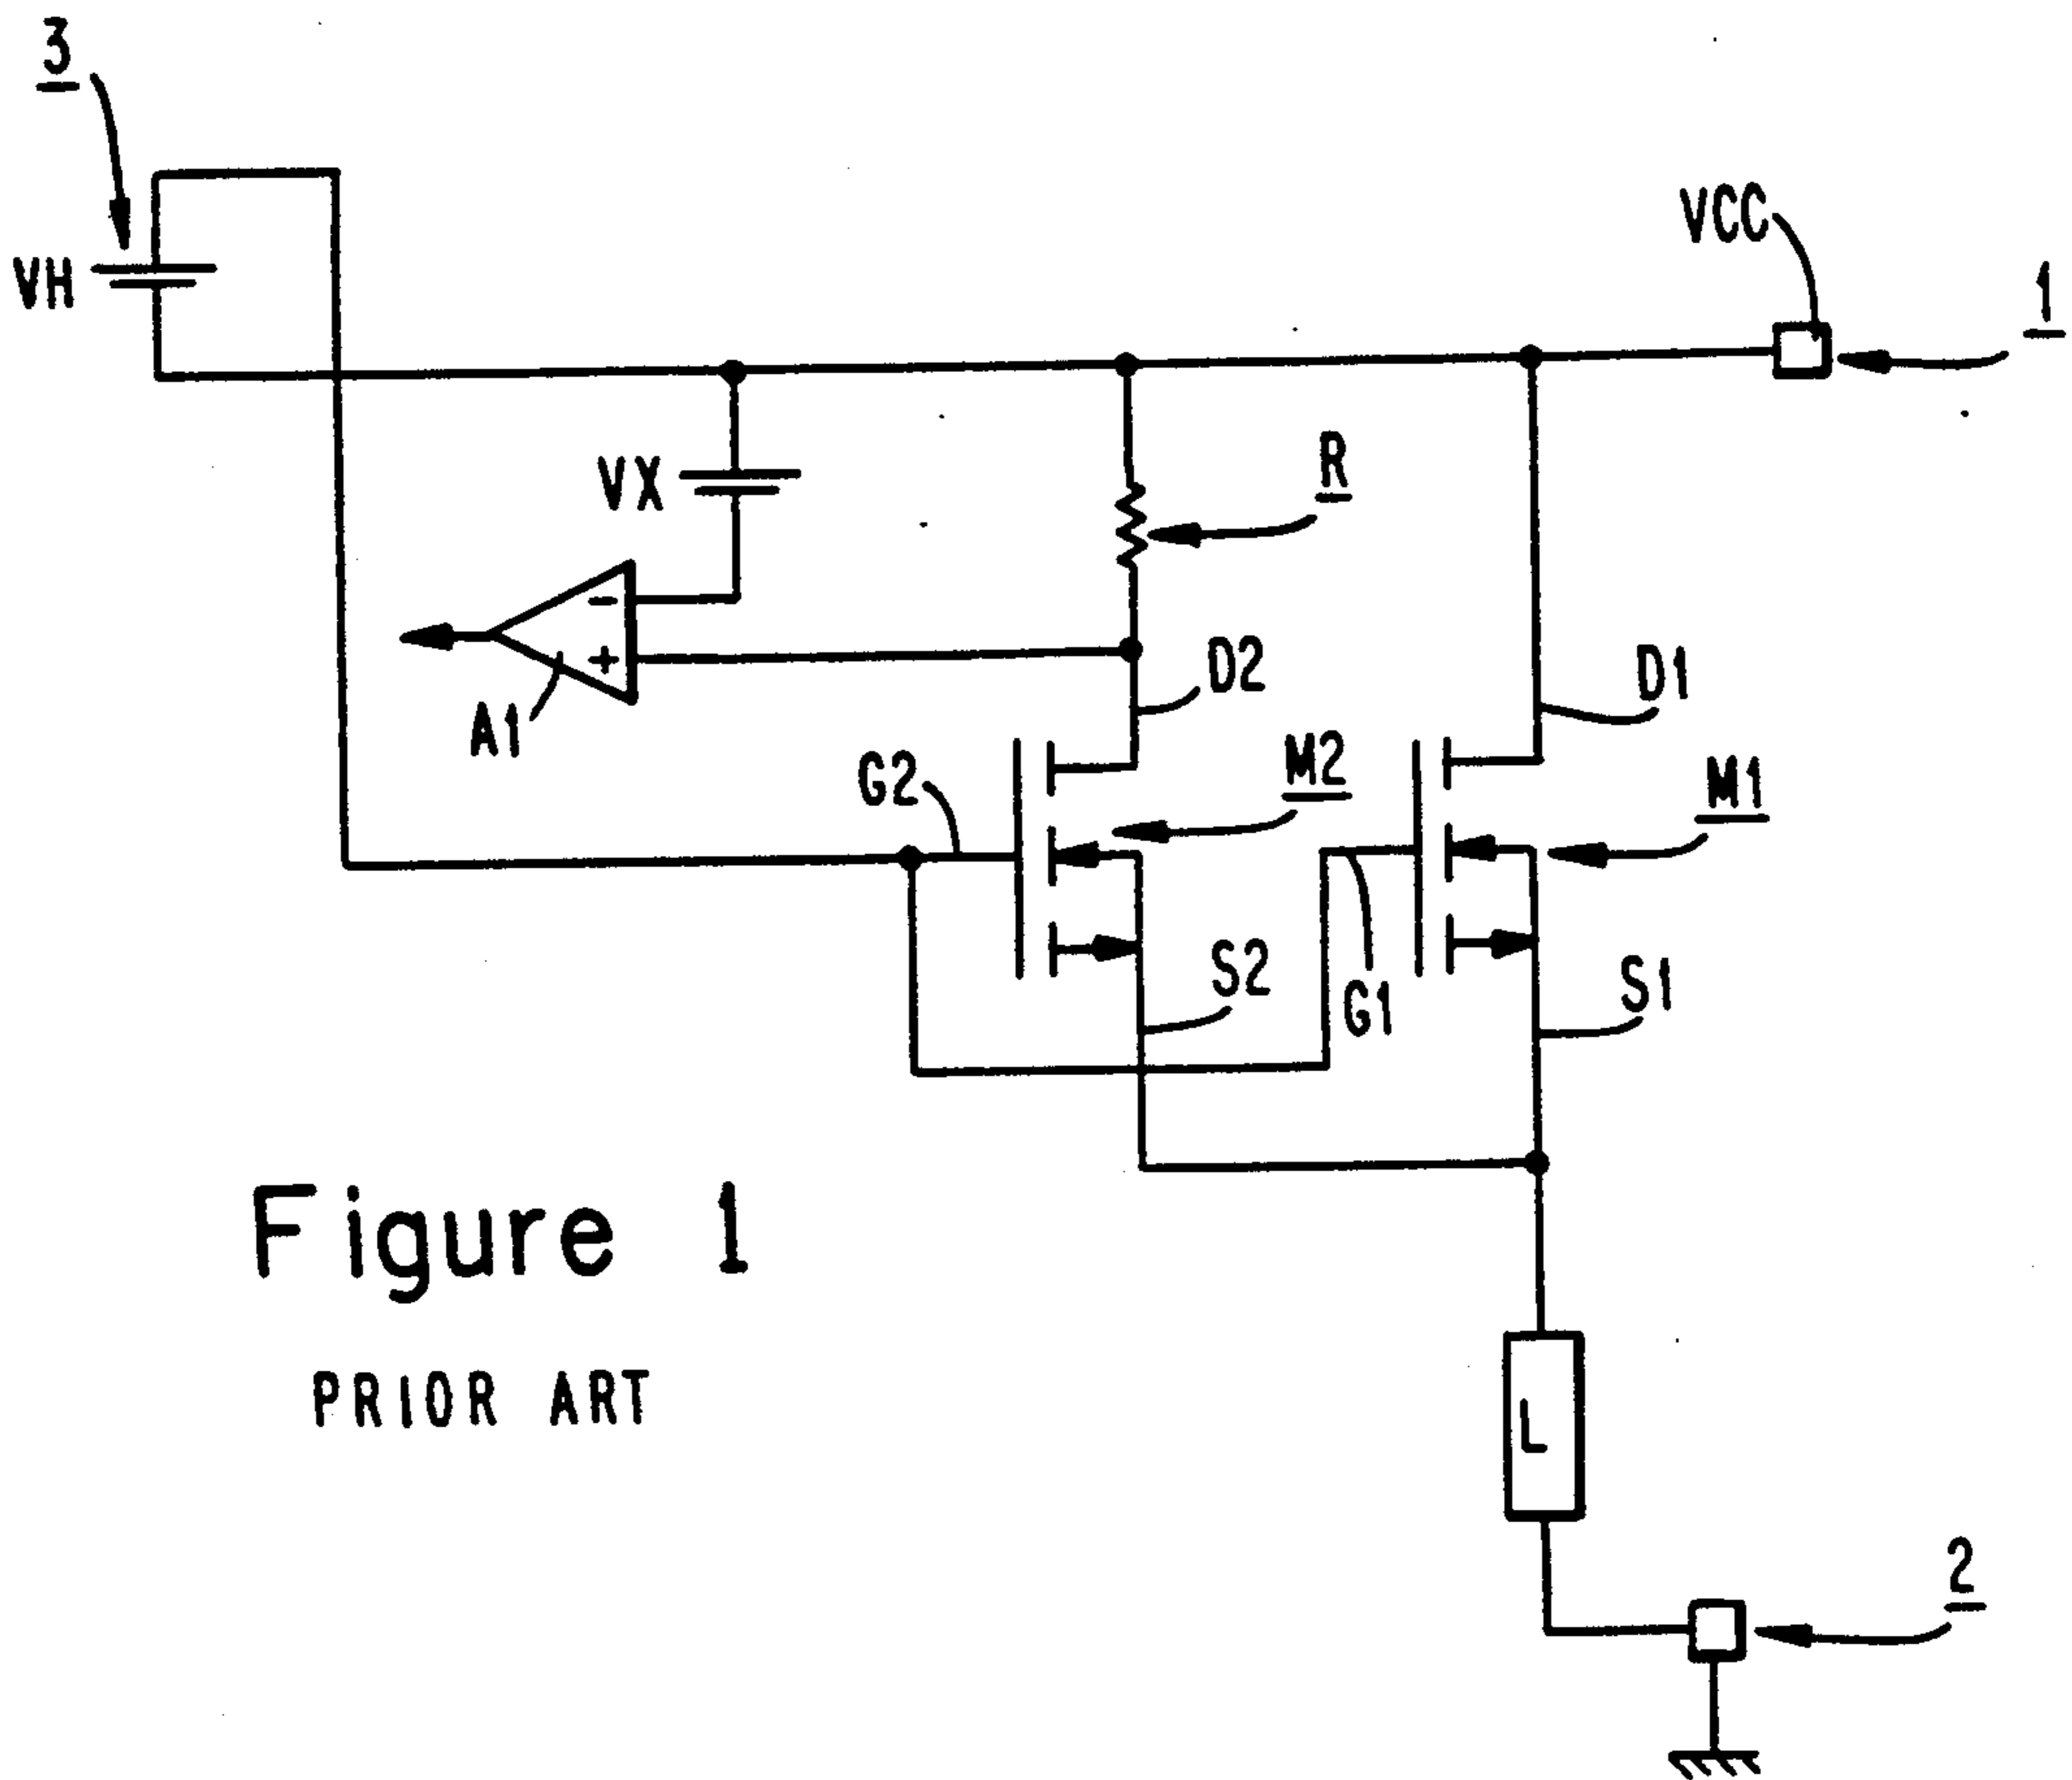 3
VCC
1
VH
R
VX
-
+
D2
D1
A1
G2
M2
M1
S2
G1
S1
Figure 1
PRIOR ART
L
2